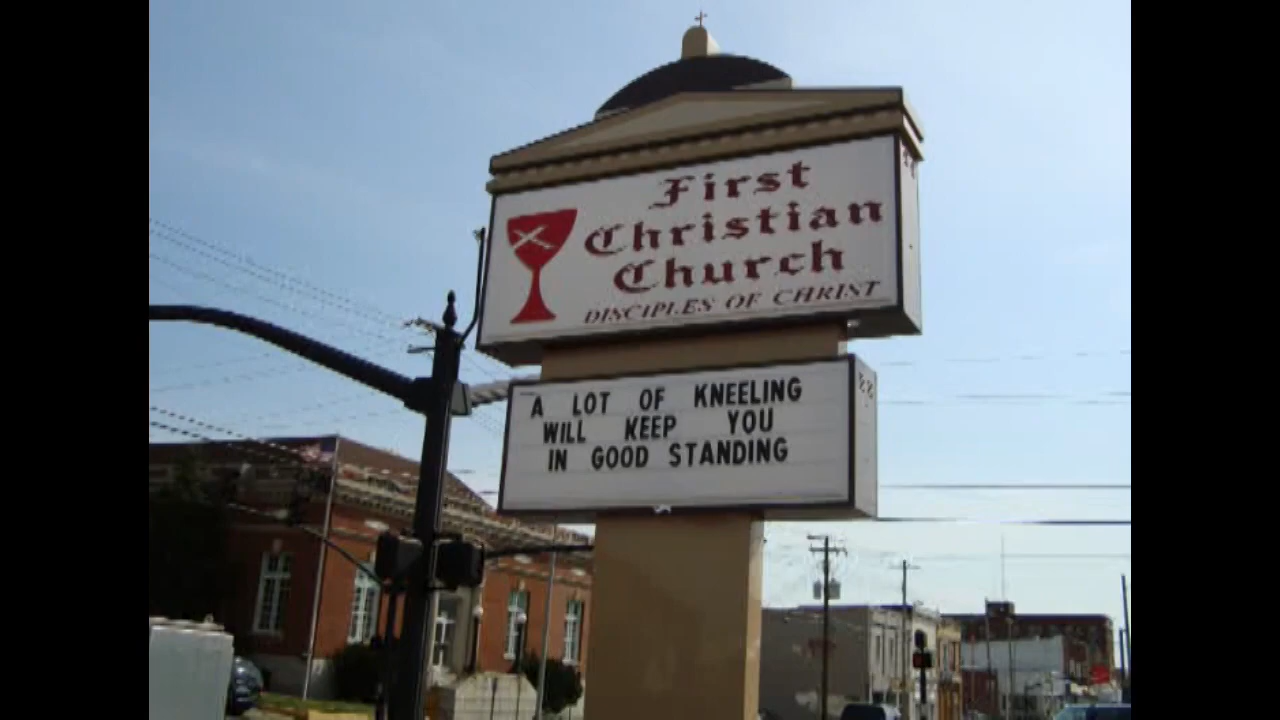 First
Christian
Church
DISCIPLES OF CHRIST
A LOT OF KNEELING
WILL KEEP YOU
IN GOOD STANDING